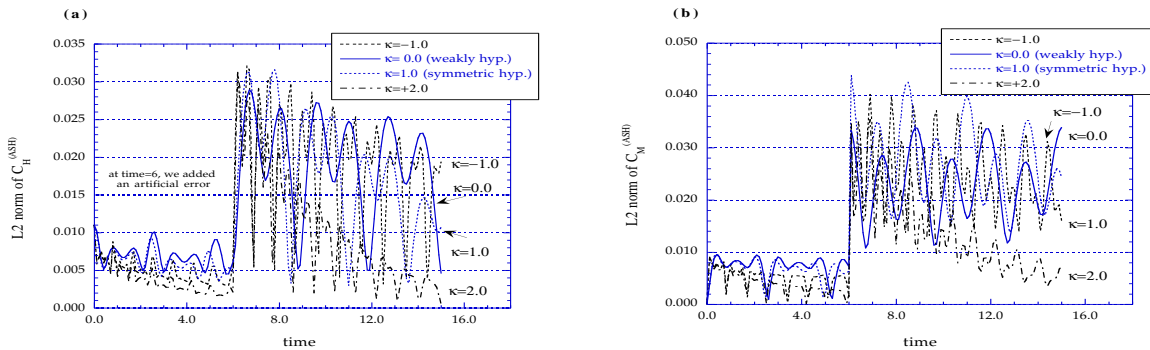 (a)
κ=−1.0
κ= 0.0 (weakly hyp.)
κ=1.0 (symmetric hyp.)
κ=+2.0
L2 norm of C_H^(ASH)
0.035
0.030
0.025
0.020
0.015
0.010
0.005
0.000
at time=6, we added
an artificial error
κ=−1.0
κ=0.0
κ=1.0
κ=2.0
0.0
4.0
8.0
12.0
16.0
time
(b)
κ=−1.0
κ=0.0 (weakly hyp.)
κ=1.0 (symmetric hyp.)
κ=+2.0
L2 norm of C_M^(ASH)
0.050
0.040
0.030
0.020
0.010
0.000
κ=−1.0
κ=0.0
κ=1.0
κ=2.0
0.0
4.0
8.0
12.0
16.0
time